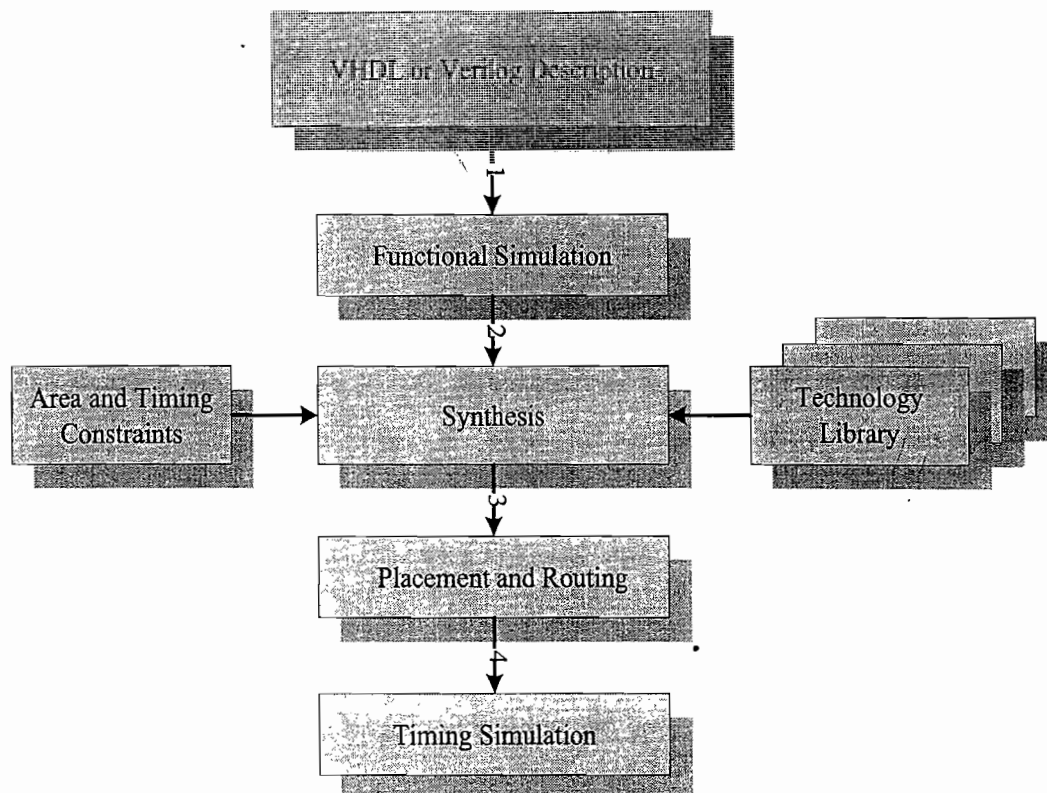 VHDL or Verilog Description
1
Functional Simulation
2
Area and Timing
Constraints
Synthesis
Technology
Library
3
Placement and Routing
4
Timing Simulation